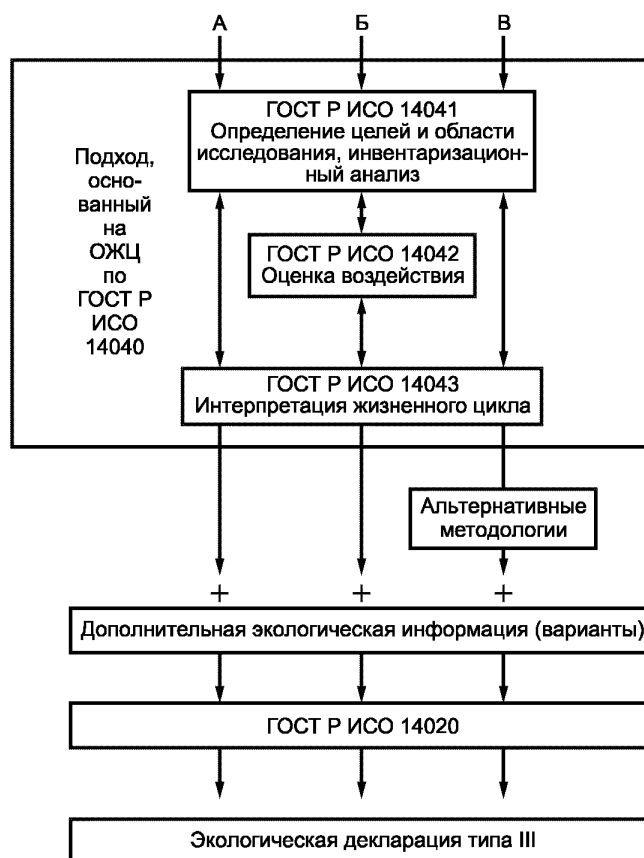 А Б В
ГОСТ Р ИСО 14041
Определение целей и области
исследования, инвентаризацион-
ный анализ
Подход,
осно-
ванный
на
ОЖЦ
по
ГОСТ Р
ИСО
14040
ГОСТ Р ИСО 14042
Оценка воздействия
ГОСТ Р ИСО 14043
Интерпретация жизненного цикла
Альтернативные
методологии
+ + +
Дополнительная экологическая информация (варианты)
ГОСТ Р ИСО 14020
Экологическая декларация типа III